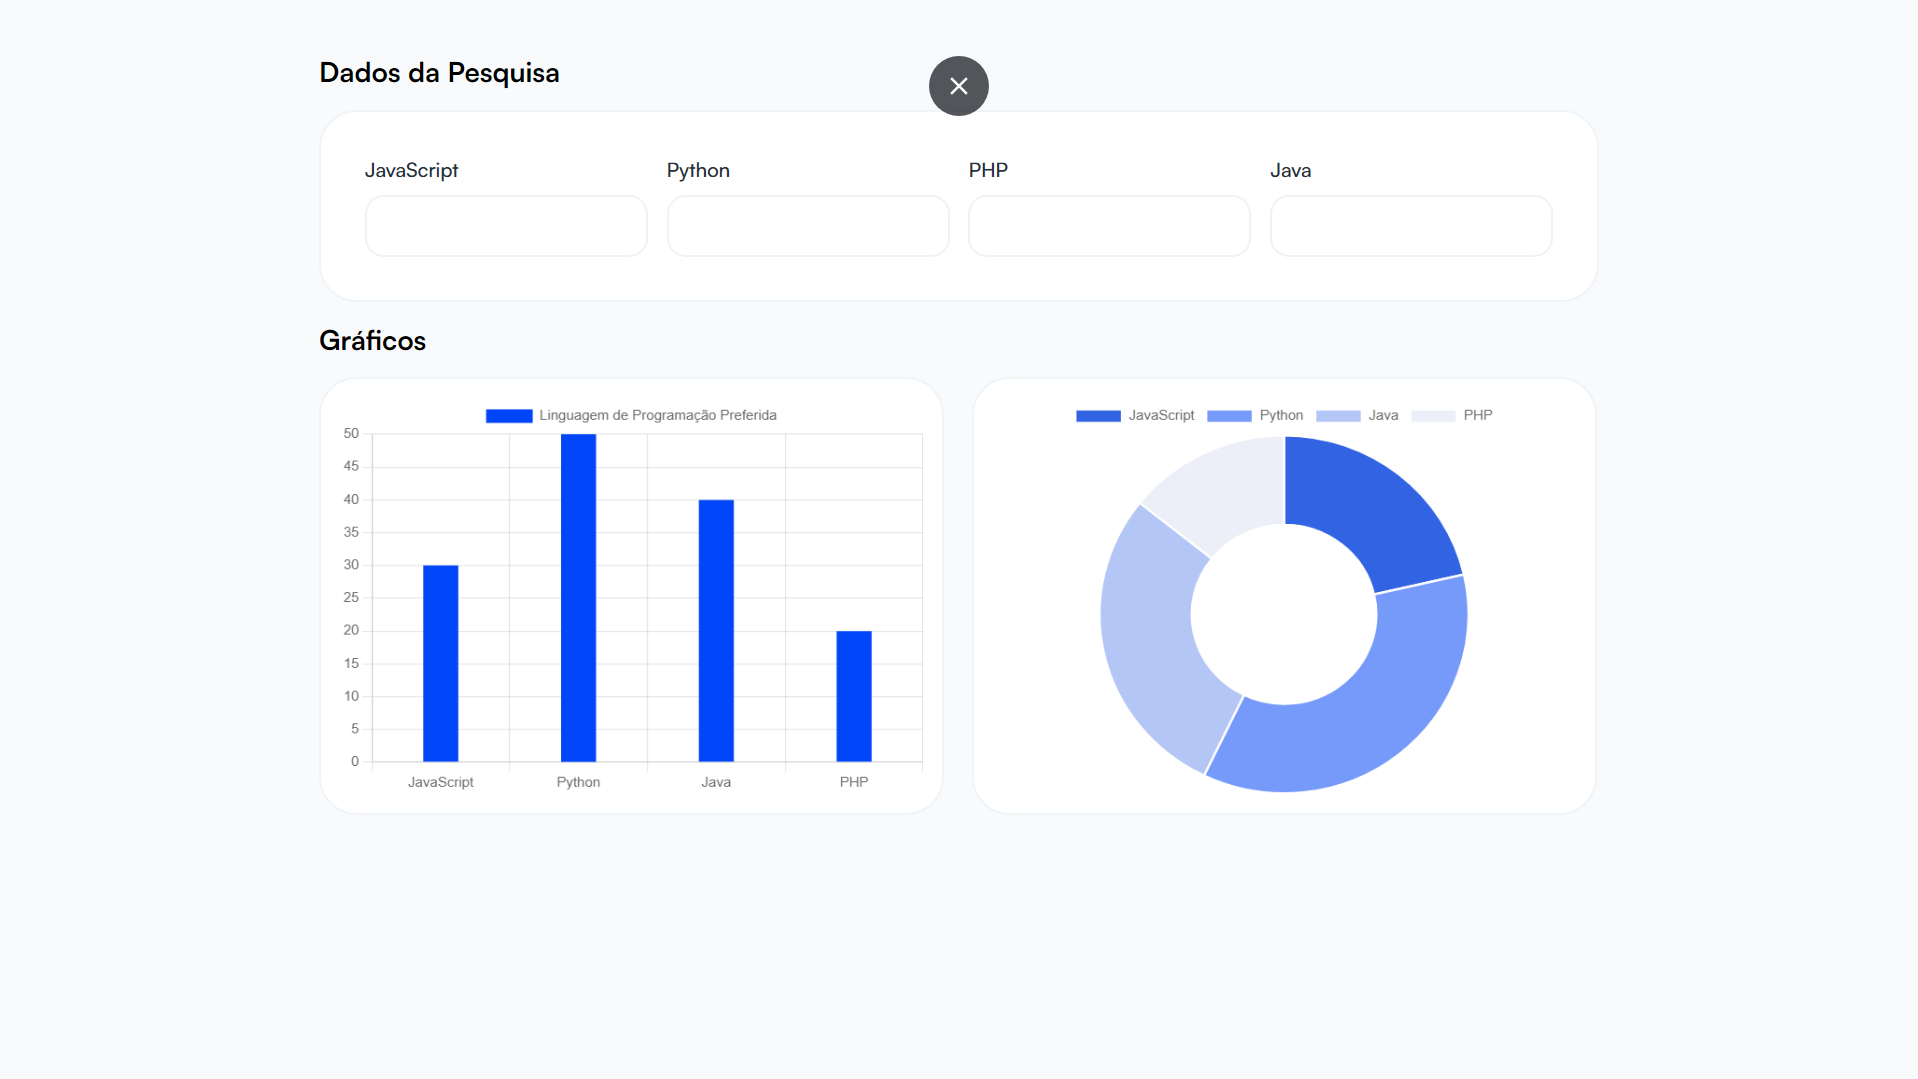 Dados da Pesquisa
JavaScript Python PHP Java
Gráficos
Linguagem de Programação Preferida
50
45
40
35
30
25
20
15
10
5
0
JavaScript Python Java PHP
JavaScript Python Java PHP